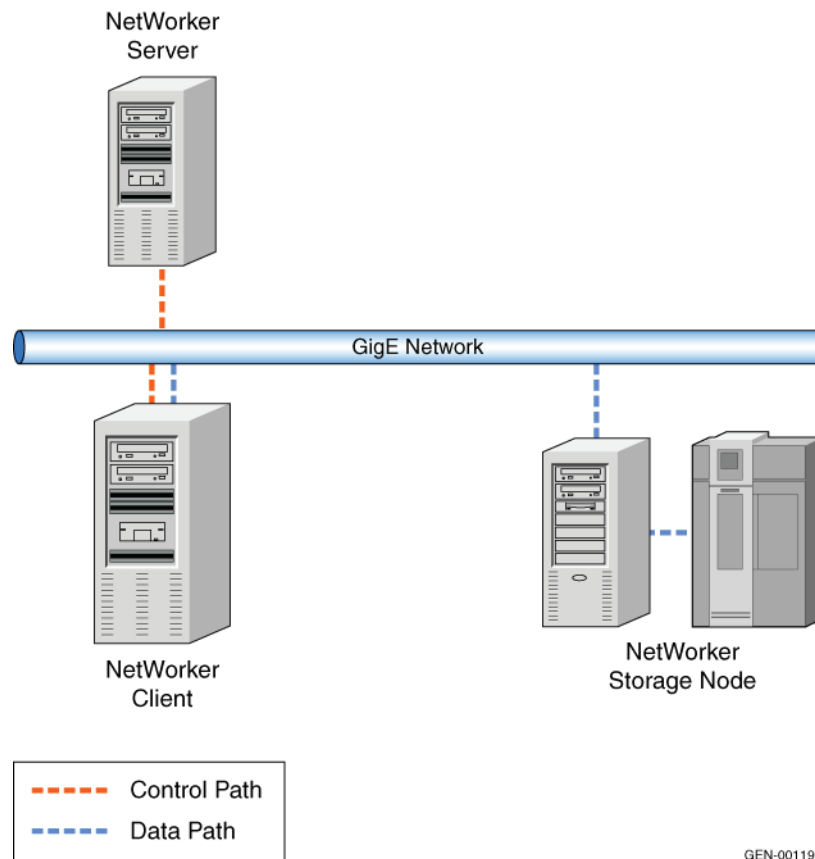 NetWorker
Server
GigE Network
NetWorker
Client
NetWorker
Storage Node
Control Path
Data Path
GEN-00119